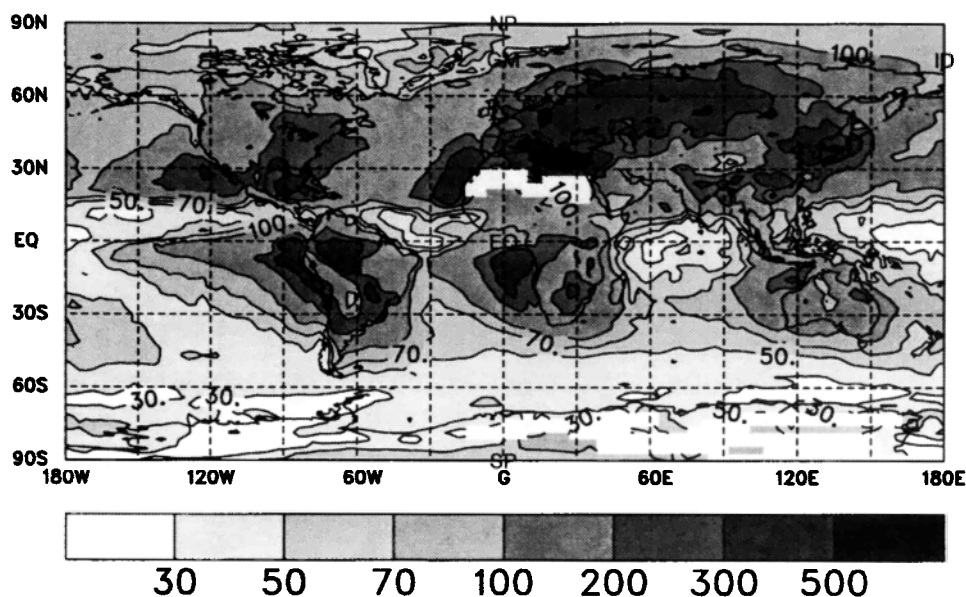 90N NP
GM 100. ID
60N
30N
100
50. 70.
100.
EQ EQ
30S
70. 70. 50.
60S
30. <30. 30. 30. 30.
90S SP
180W 120W 60W G 60E 120E 180E
30 50 70 100 200 300 500